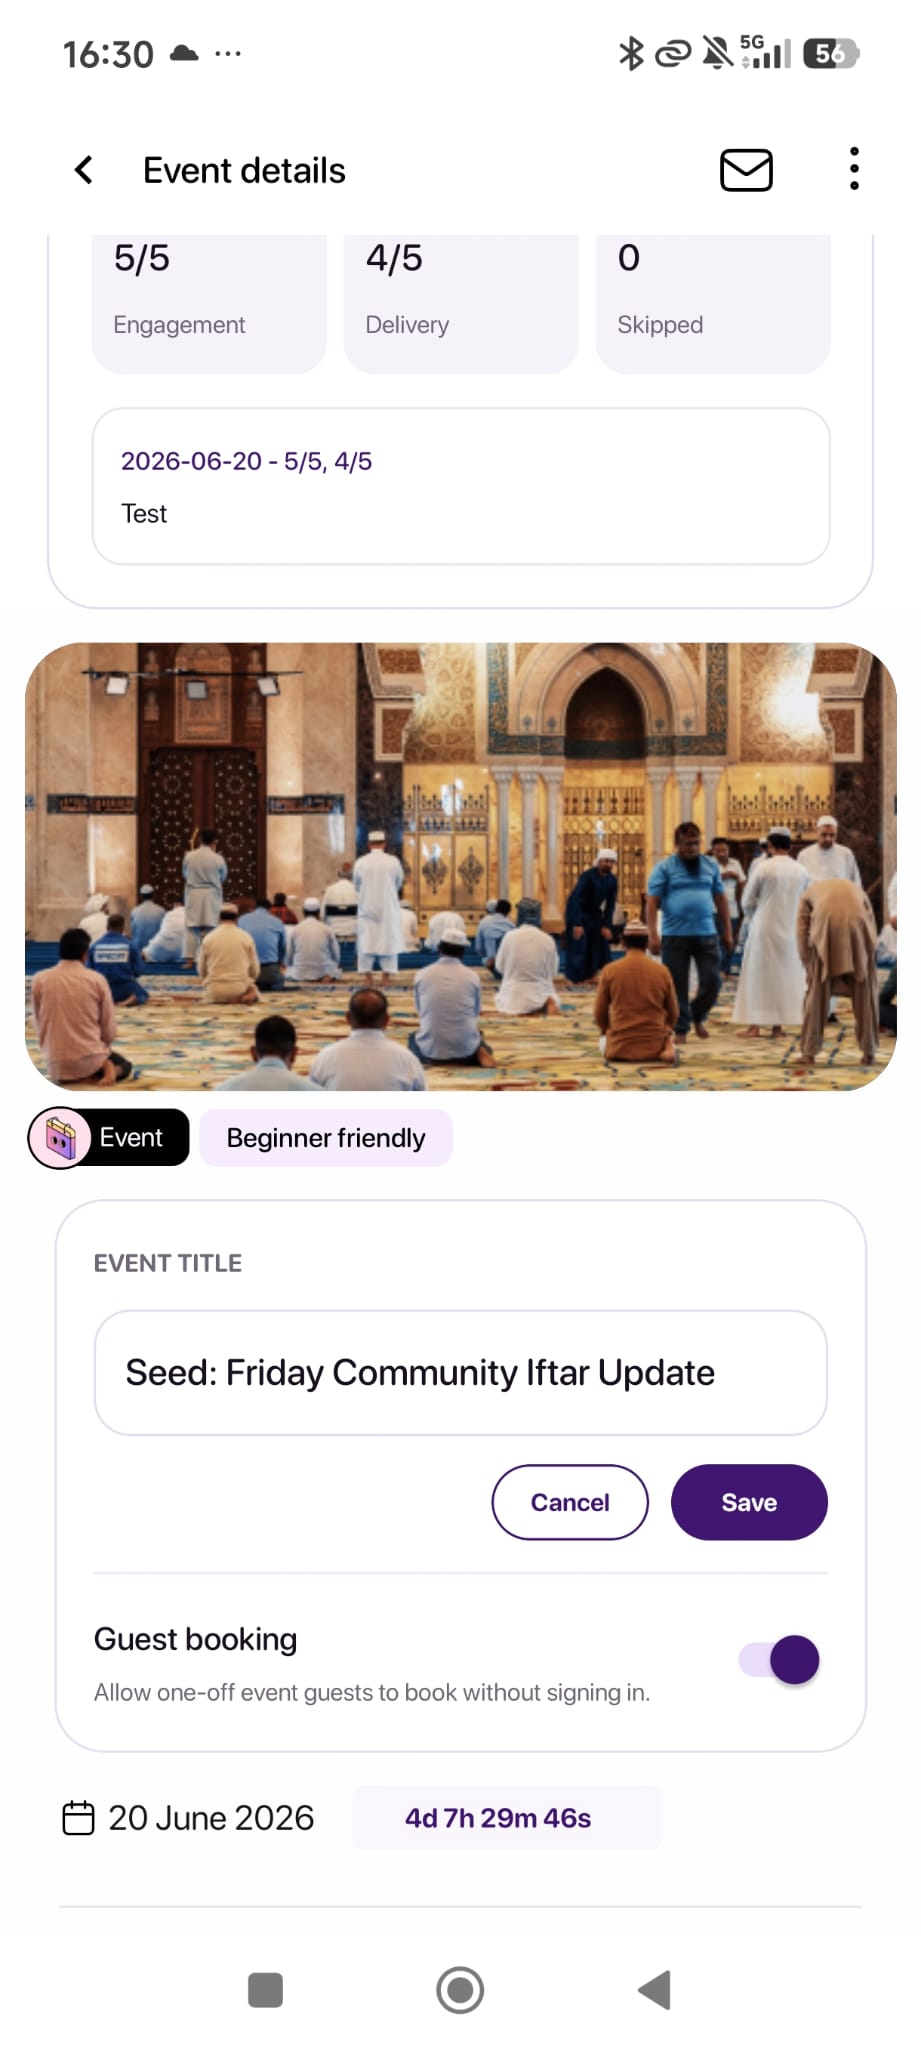 16:30
5G
56
Event details
5/5
4/5
0
Engagement
Delivery
Skipped
2026-06-20 - 5/5, 4/5
Test
Event
Beginner friendly
EVENT TITLE
Seed: Friday Community Iftar Update
Cancel
Save
Guest booking
Allow one-off event guests to book without signing in.
20 June 2026
4d 7h 29m 46s